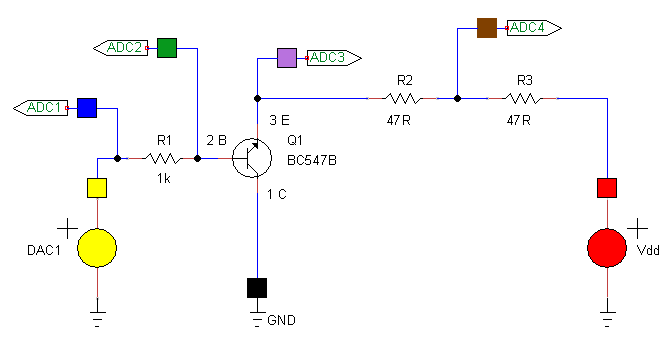 ADC4
ADC2
ADC3
R2
R3
ADC1
3 E
47R
47R
R1
2 B
Q1
BC547B
1k
1 C
DAC1
Vdd
GND